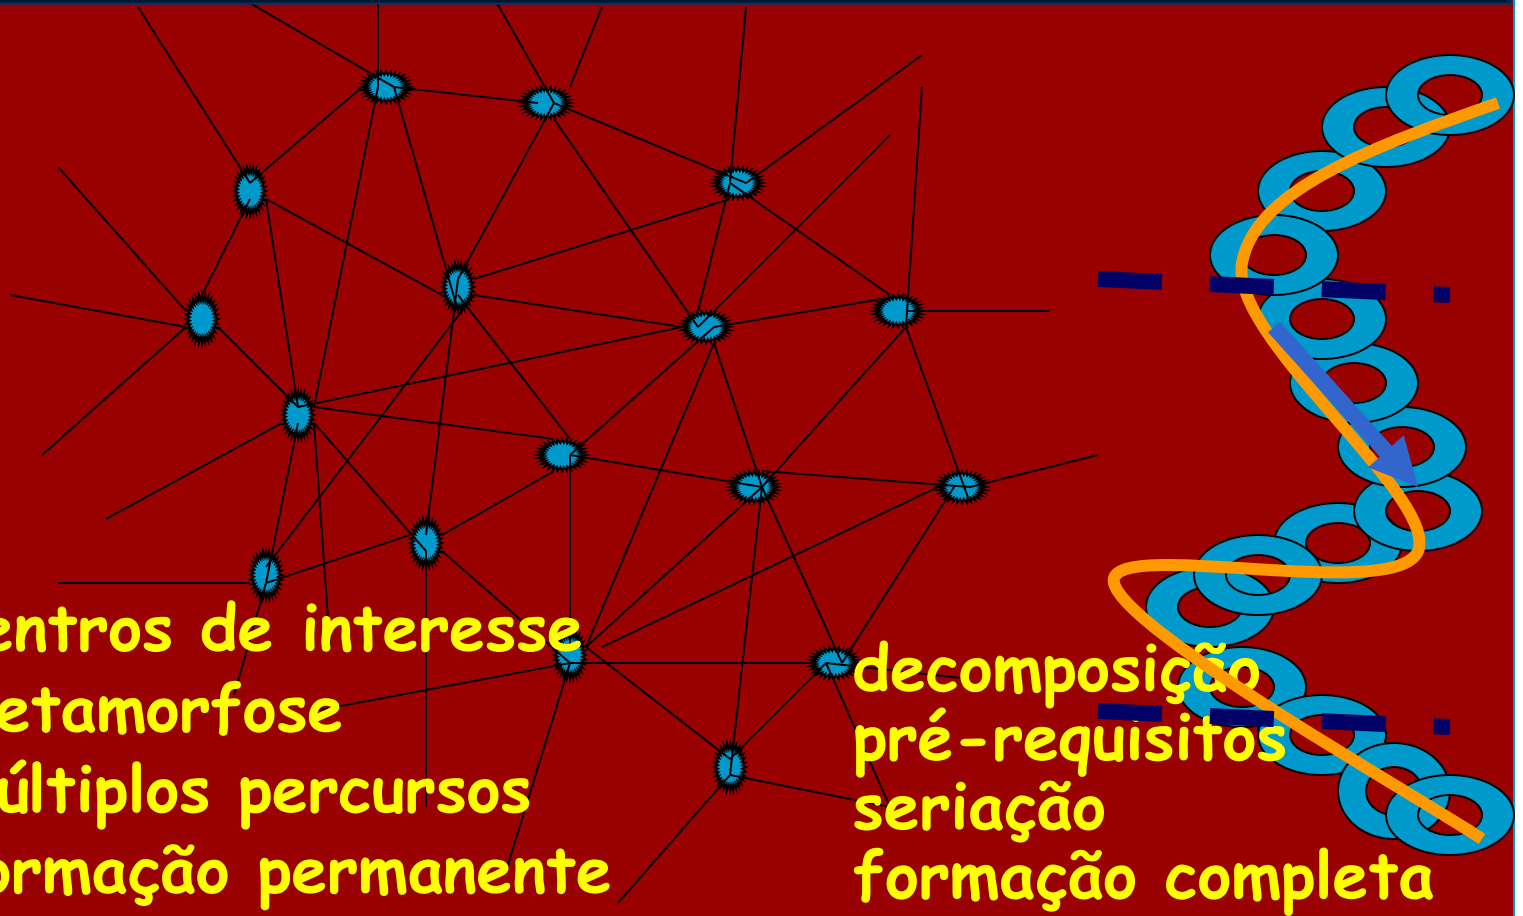 entros de interesse
etamorfose
últiplos percursos
ormação permanente
decomposição
pré-requisitos
seriação
formação completa